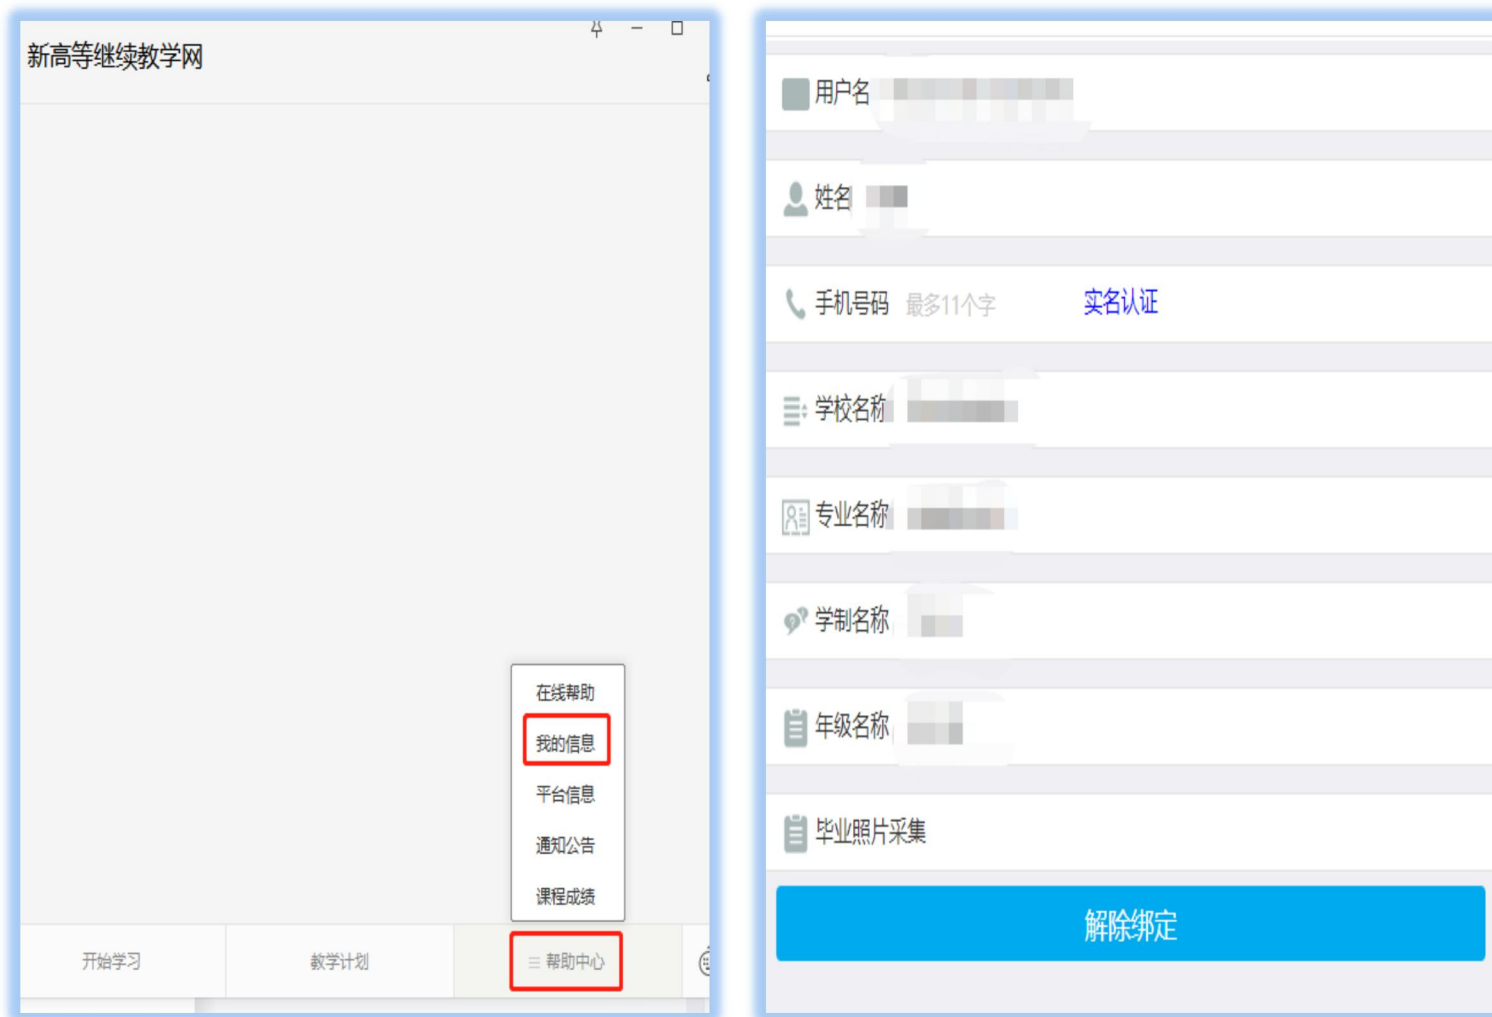 新高等继续教学网
在线帮助
我的信息
平台信息
通知公告
课程成绩
开始学习
教学计划
帮助中心
用户名
姓名
手机号码 最多11个字 实名认证
学校名称
专业名称
学制名称
年级名称
毕业照片采集
解除绑定